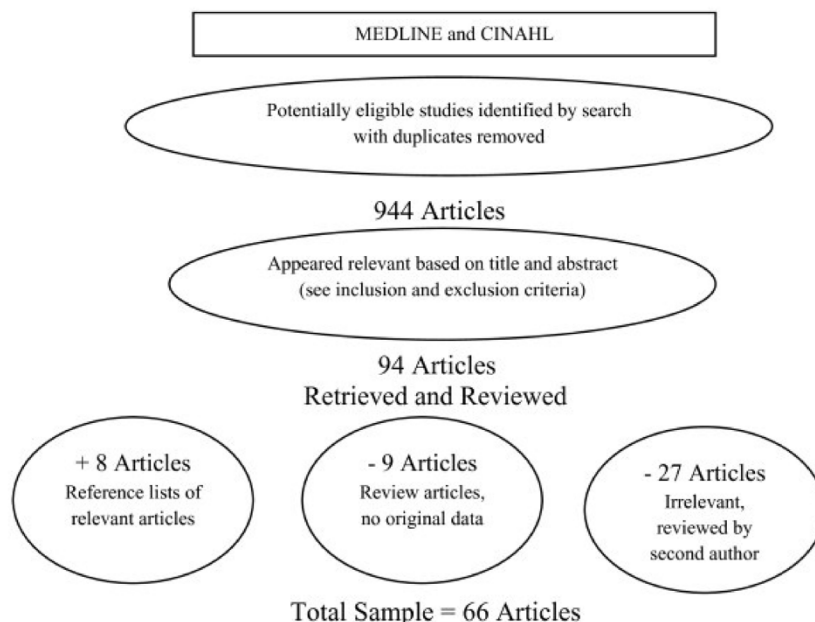 MEDLINE and CINAHL
Potentially eligible studies identified by search
with duplicates removed
944 Articles
Appeared relevant based on title and abstract
(see inclusion and exclusion criteria)
94 Articles
Retrieved and Reviewed
+ 8 Articles
Reference lists of
relevant articles
- 9 Articles
Review articles,
no original data
- 27 Articles
Irrelevant,
reviewed by
second author
Total Sample = 66 Articles